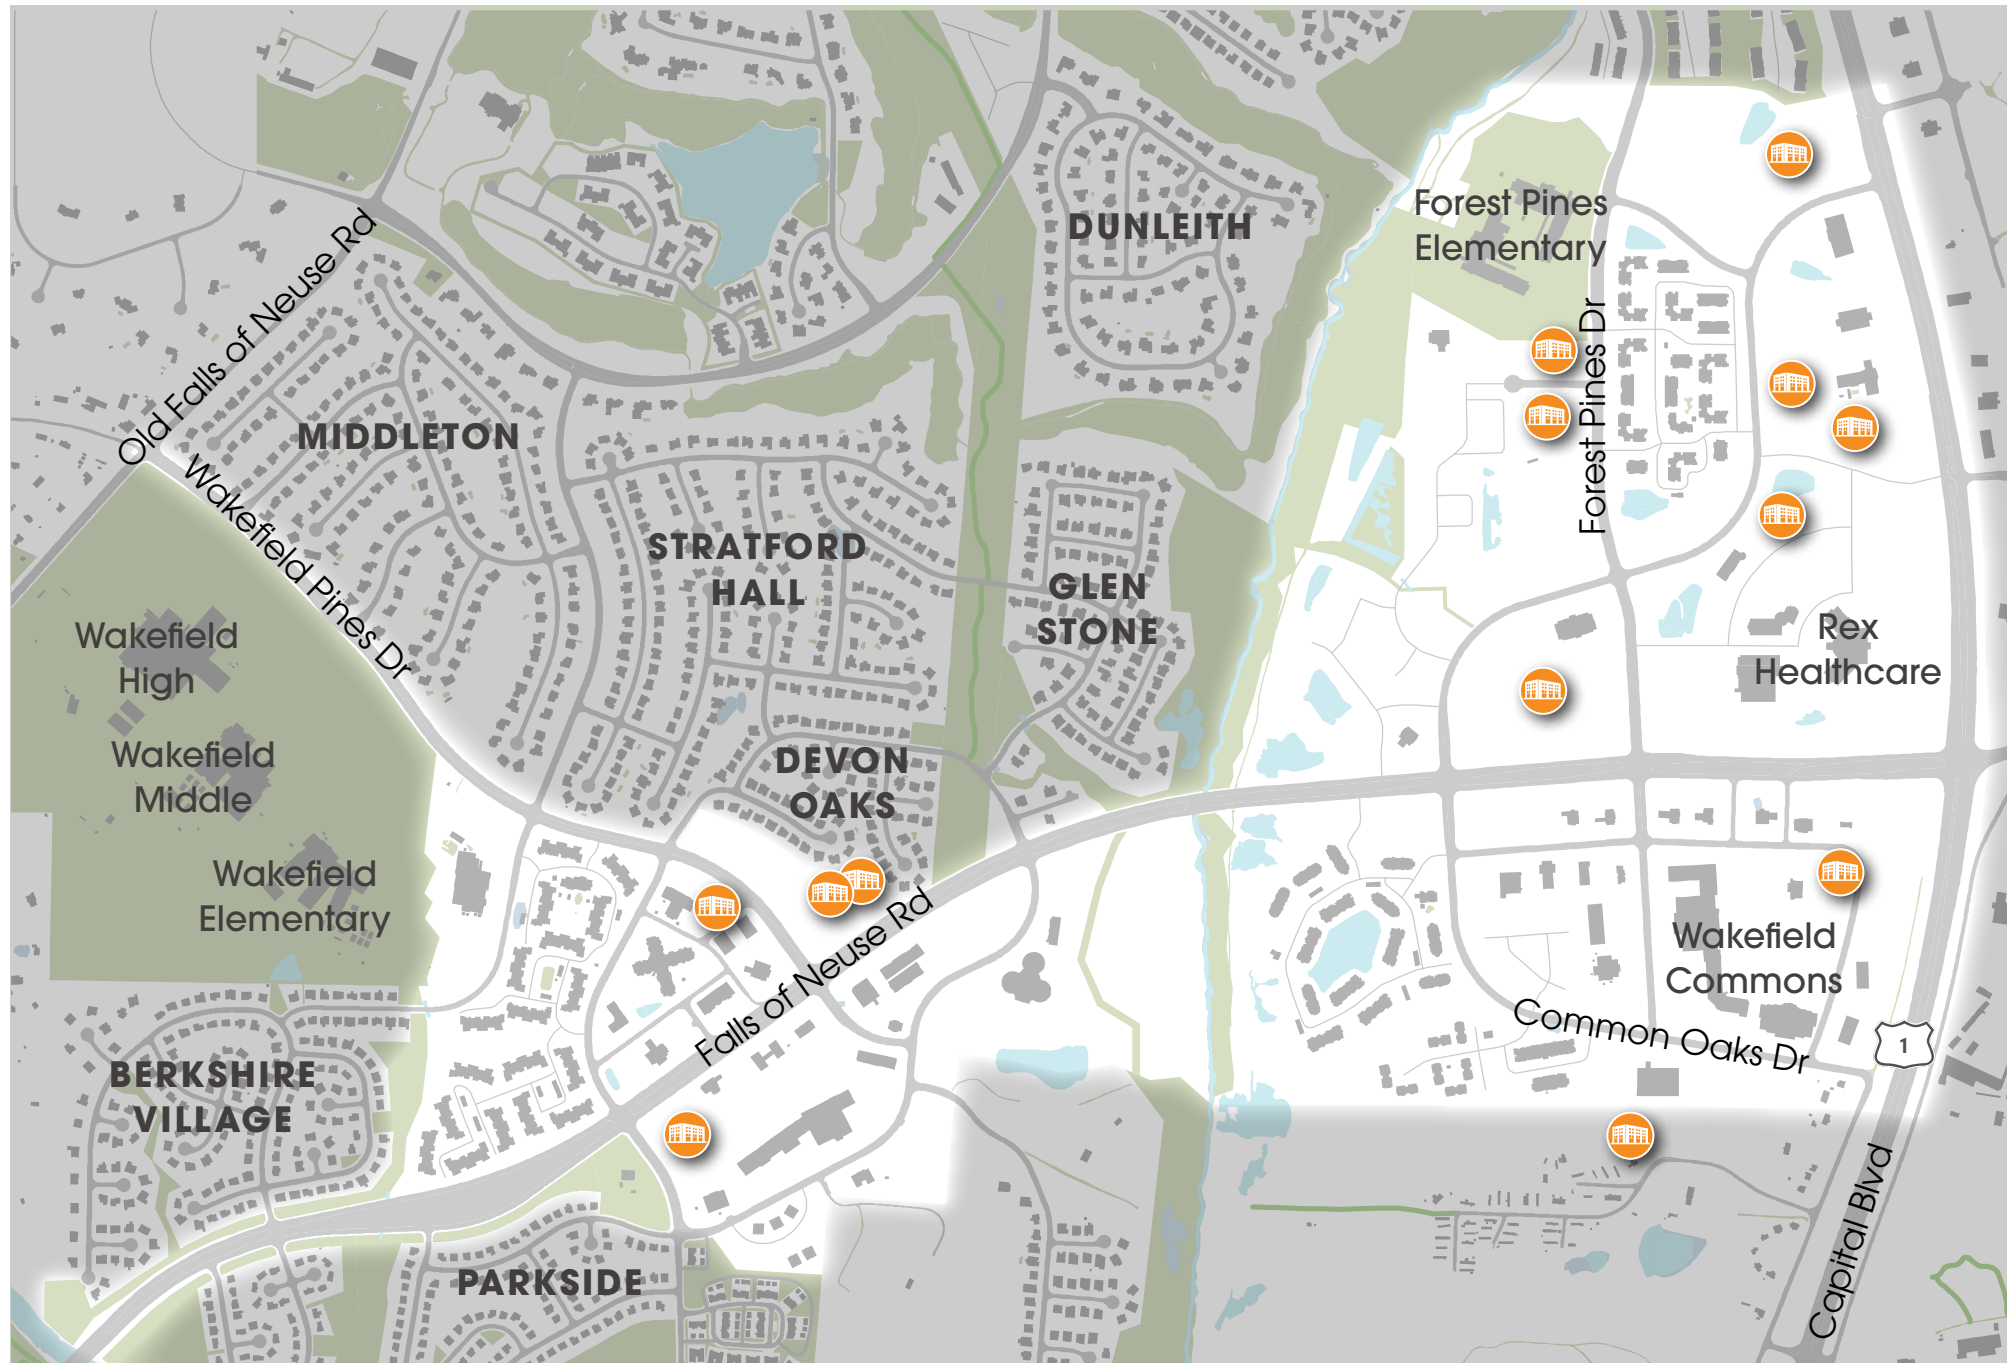 Forest Pines
Elementary
DUNLEITH
Old Falls of Neuse Rd
Forest Pines Dr
MIDDLETON
Wakefield Pines Dr
STRATFORD
HALL
GLEN
STONE
Wakefield
High
Rex
Healthcare
Wakefield
Middle
DEVON
OAKS
Wakefield
Elementary
Falls of Neuse Rd
Wakefield
Commons
Common Oaks Dr
1
BERKSHIRE
VILLAGE
Capital Blvd
PARKSIDE